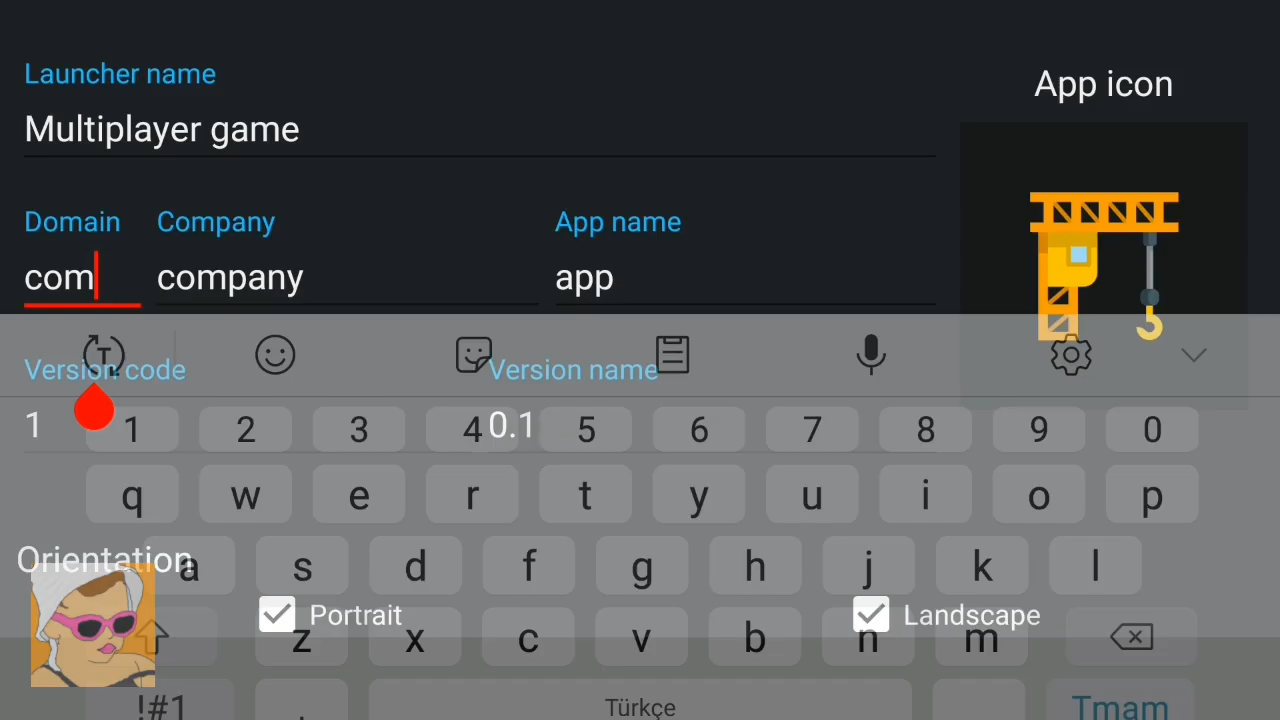 Launcher name
App icon
Multiplayer game
Domain Company App name
com company app
Version code Version name
1 0.1
1 2 3 4 5 6 7 8 9 0
q w e r t y u i o p
Orientation
a s d f g h j k l
Portrait Landscape
z x c v b n m
!#1 , Türkçe . Tmam